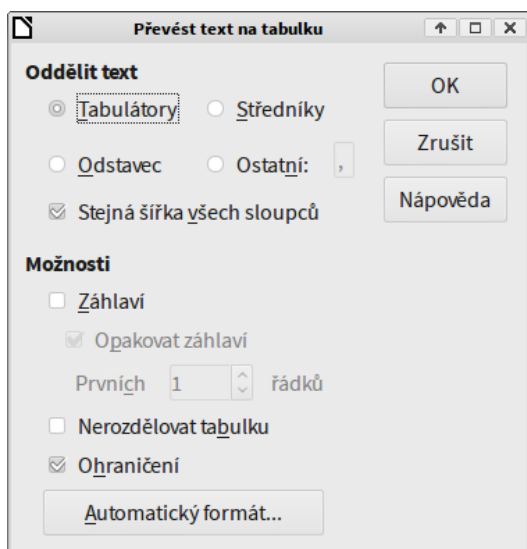 Převést text na tabulku
Oddělit text
OK
Tabulátory Středníky
Zrušit
Odstavec Ostatní: ,
Nápověda
Stejná šířka všech sloupců
Možnosti
Záhlaví
Opakovat záhlaví
Prvních 1 řádků
Nerozdělovat tabulku
Ohraničení
Automatický formát...